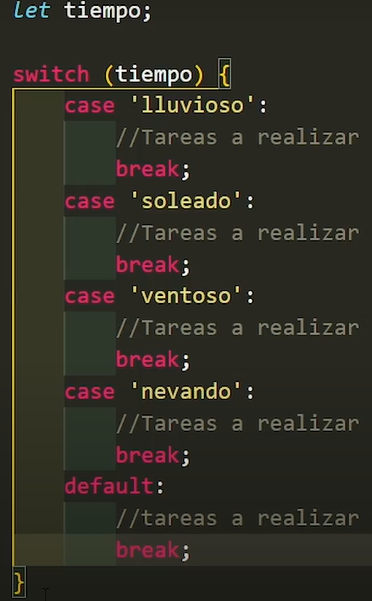 let tiempo;
switch (tiempo) {
case 'lluvioso':
//Tareas a realizar
break;
case 'soleado':
//Tareas a realizar
break;
case 'ventoso':
//Tareas a realizar
break;
case 'nevando':
//Tareas a realizar
break;
default:
//tareas a realizar
break;
}